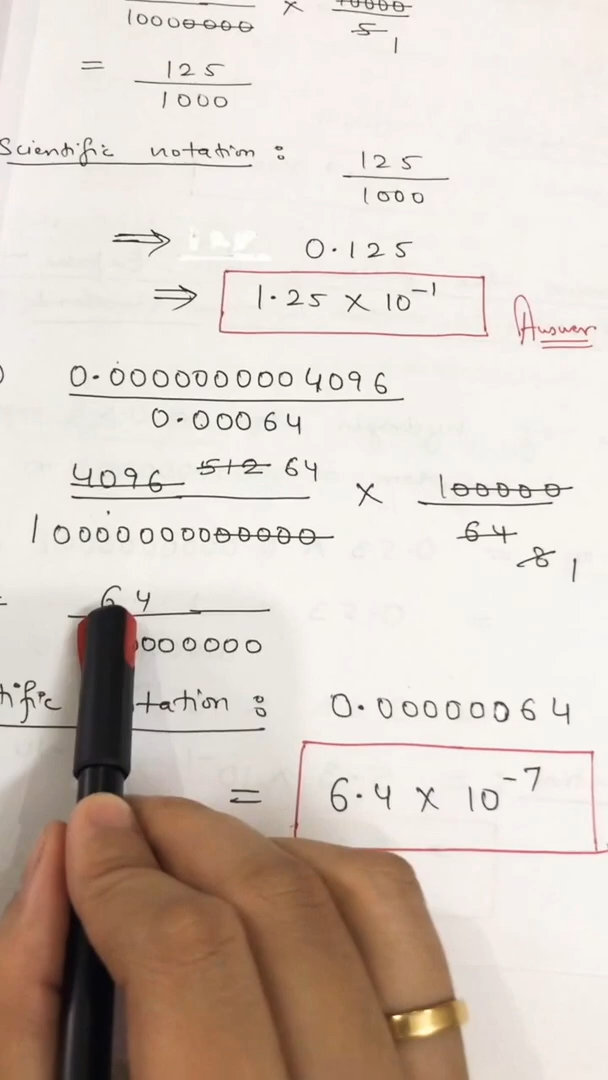 10000000 × 10000
5 1
= 125
1000
Scientific notation : 125
1000
⇒ 0.125
⇒ 1.25 × 10⁻¹
Answer
0.0000000004096
0.00064
4096 512 64 × 100000
10000000000000 64 8 1
64
000000
tation : 0.00000064
= 6.4 × 10⁻⁷